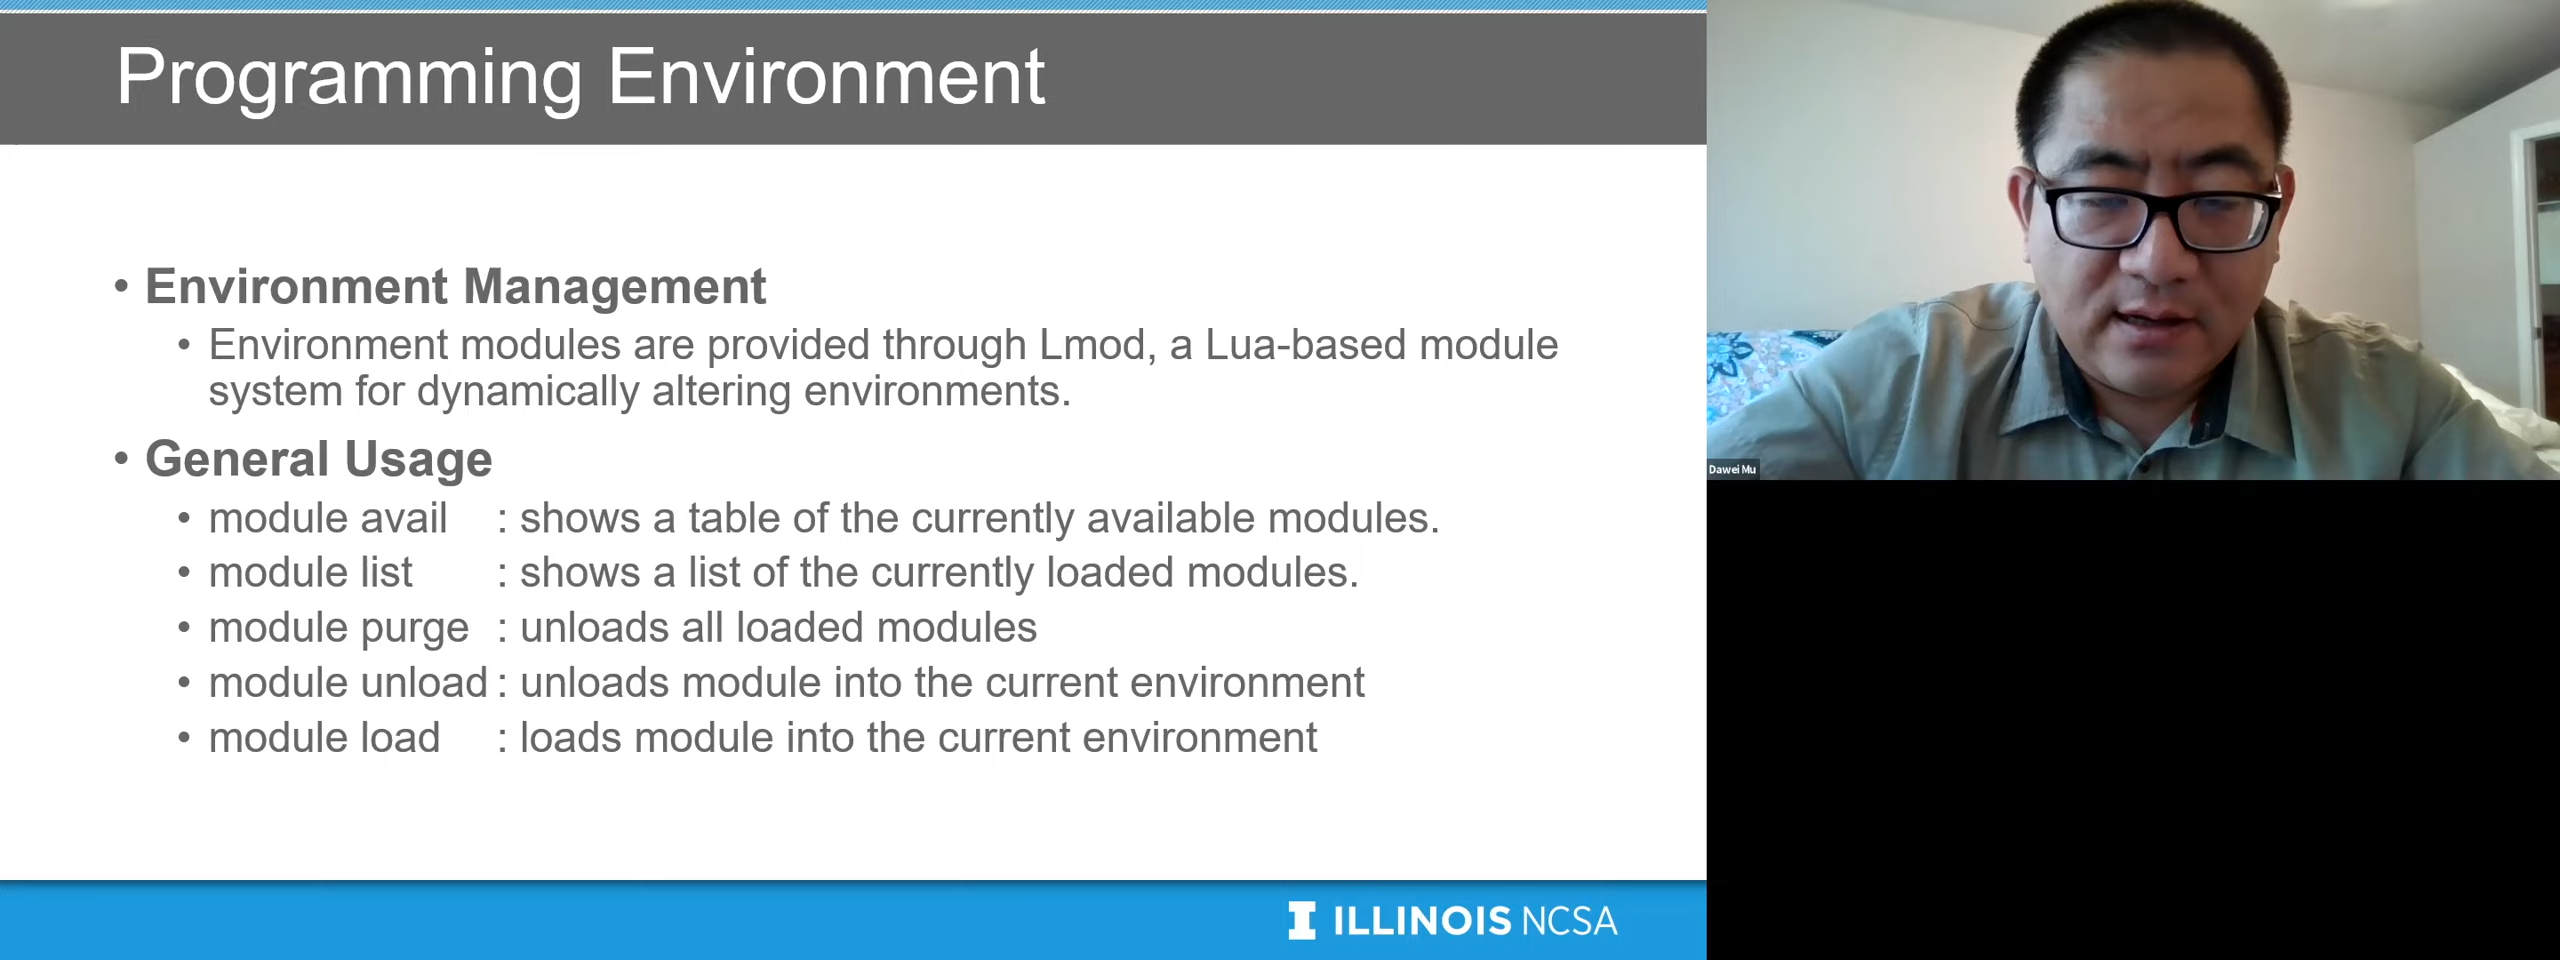 Programming Environment
• Environment Management
• Environment modules are provided through Lmod, a Lua-based module
system for dynamically altering environments.
• General Usage
• module avail : shows a table of the currently available modules.
• module list : shows a list of the currently loaded modules.
• module purge : unloads all loaded modules
• module unload : unloads module into the current environment
• module load : loads module into the current environment
ILLINOIS NCSA
Dawei Mu